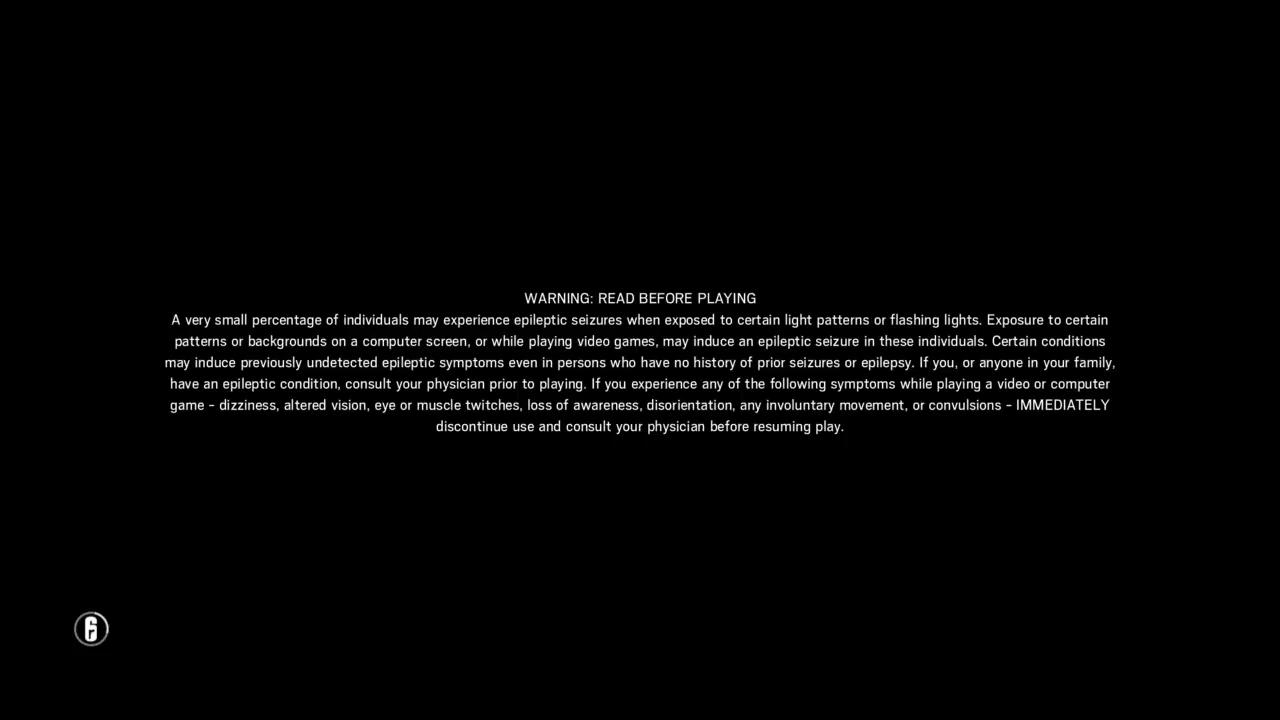 WARNING: READ BEFORE PLAYING
A very small percentage of individuals may experience epileptic seizures when exposed to certain light patterns or flashing lights. Exposure to certain
patterns or backgrounds on a computer screen, or while playing video games, may induce an epileptic seizure in these individuals. Certain conditions
may induce previously undetected epileptic symptoms even in persons who have no history of prior seizures or epilepsy. If you, or anyone in your family,
have an epileptic condition, consult your physician prior to playing. If you experience any of the following symptoms while playing a video or computer
game - dizziness, altered vision, eye or muscle twitches, loss of awareness, disorientation, any involuntary movement, or convulsions - IMMEDIATELY
discontinue use and consult your physician before resuming play.
6